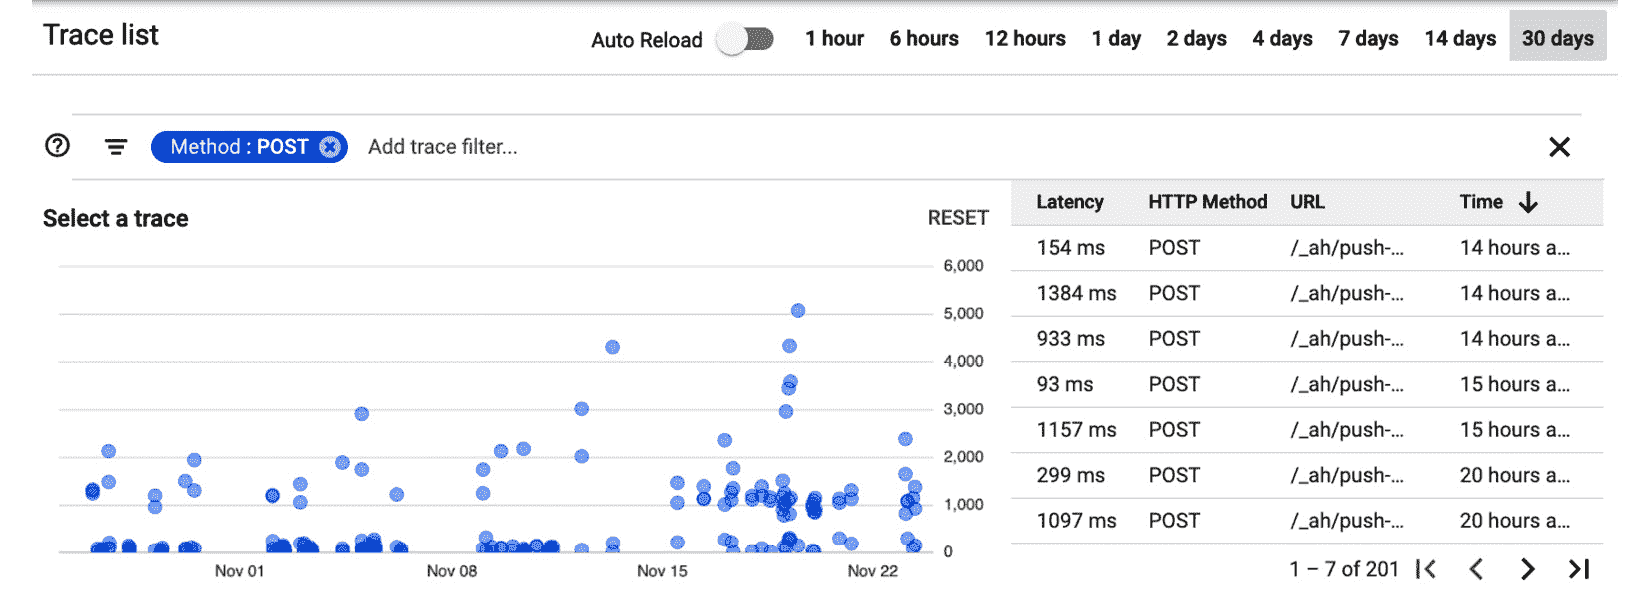 Trace list
Auto Reload 1 hour 6 hours 12 hours 1 day 2 days 4 days 7 days 14 days 30 days
Method : POST Add trace filter...
Select a trace
RESET
6,000
5,000
4,000
3,000
2,000
1,000
0
Nov 01 Nov 08 Nov 15 Nov 22
Latency HTTP Method URL Time
154 ms POST /_ah/push-... 14 hours a...
1384 ms POST /_ah/push-... 14 hours a...
933 ms POST /_ah/push-... 14 hours a...
93 ms POST /_ah/push-... 15 hours a...
1157 ms POST /_ah/push-... 15 hours a...
299 ms POST /_ah/push-... 20 hours a...
1097 ms POST /_ah/push-... 20 hours a...
1 – 7 of 201